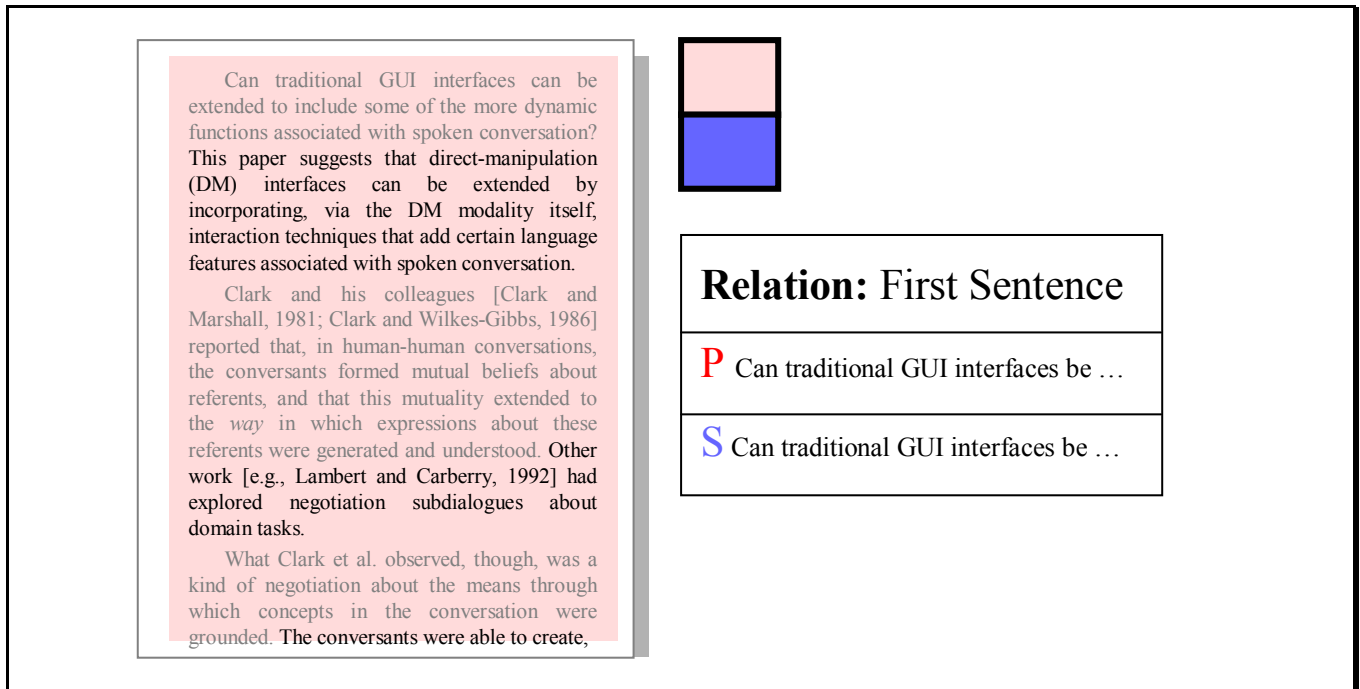 Can traditional GUI interfaces can be
extended to include some of the more dynamic
functions associated with spoken conversation?
This paper suggests that direct-manipulation
(DM) interfaces can be extended by
incorporating, via the DM modality itself,
interaction techniques that add certain language
features associated with spoken conversation.
Clark and his colleagues [Clark and
Marshall, 1981; Clark and Wilkes-Gibbs, 1986]
reported that, in human-human conversations,
the conversants formed mutual beliefs about
referents, and that this mutuality extended to
the way in which expressions about these
referents were generated and understood. Other
work [e.g., Lambert and Carberry, 1992] had
explored negotiation subdialogues about
domain tasks.
What Clark et al. observed, though, was a
kind of negotiation about the means through
which concepts in the conversation were
grounded. The conversants were able to create,
Relation: First Sentence
P Can traditional GUI interfaces be …
S Can traditional GUI interfaces be …